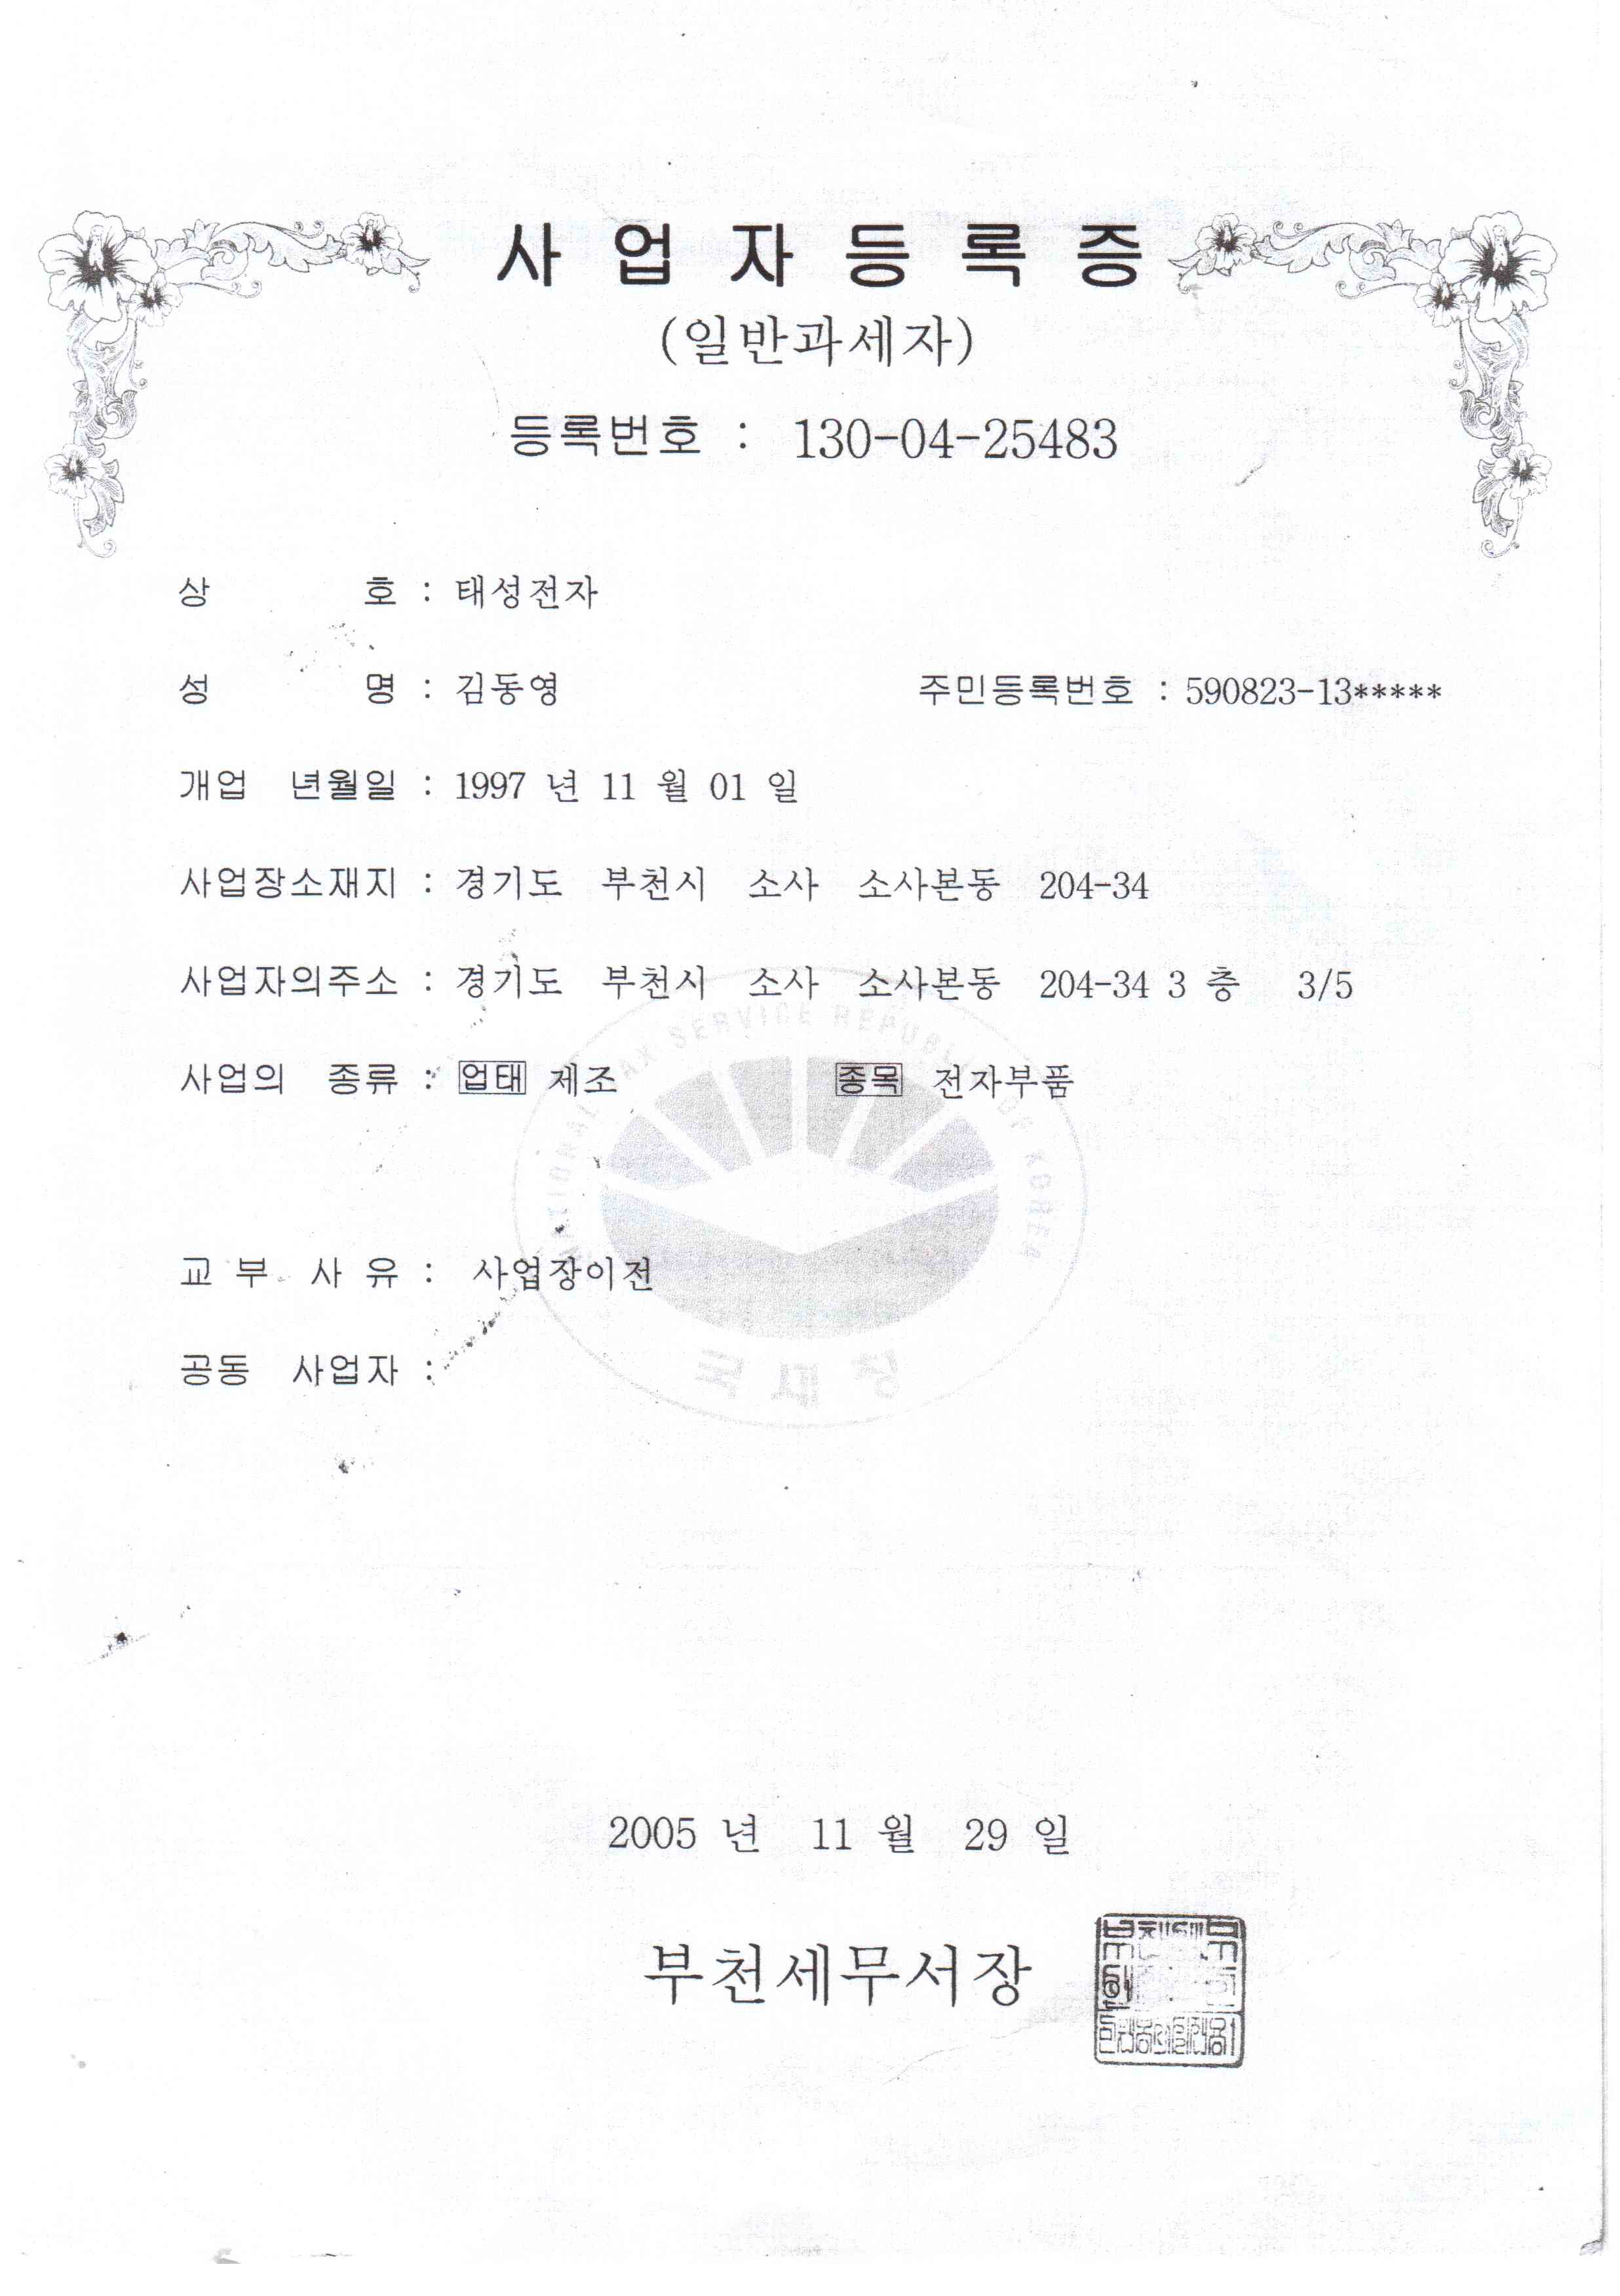 사업자등록증
(일반과세자)
등록번호 : 130-04-25483
상 호 : 태성전자
성 명 : 김동영 주민등록번호 : 590823-13*****
개업 년월일 : 1997 년 11 월 01 일
사업장소재지 : 경기도 부천시 소사 소사본동 204-34
사업자의주소 : 경기도 부천시 소사 소사본동 204-34 3 층 3/5
사업의 종류 : 업태 제조 종목 전자부품
NATIONAL TAX SERVICE REPUBLIC OF KOREA
교 부 사 유 : 사업장이전
공동 사업자 :
국세청
2005 년 11 월 29 일
부천세무서장